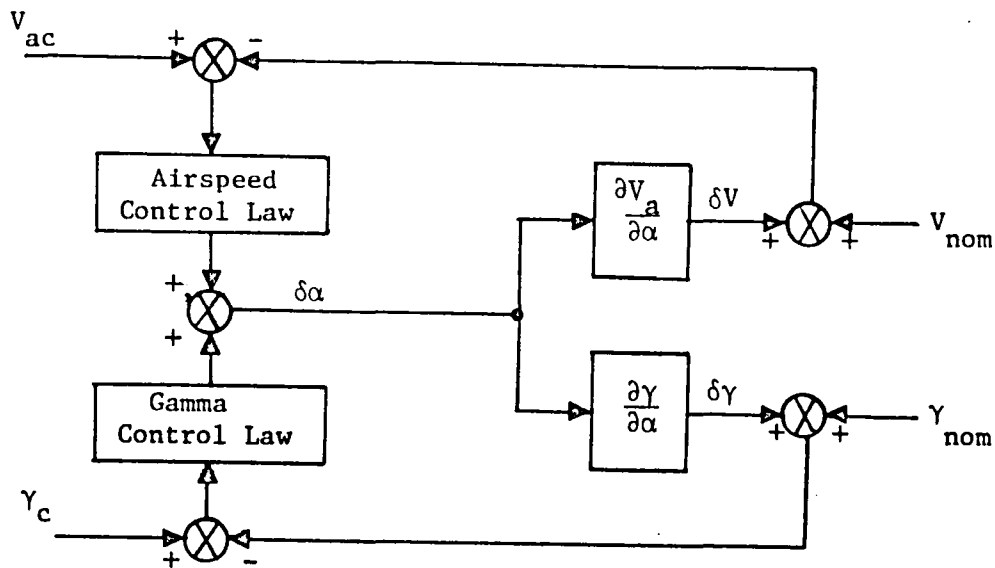 V_ac
+
-
Airspeed
Control Law
∂V_a
∂α
δV
+
+
V_nom
+
+
δα
Gamma
Control Law
∂γ
∂α
δγ
+
+
γ_nom
γ_c
+
-